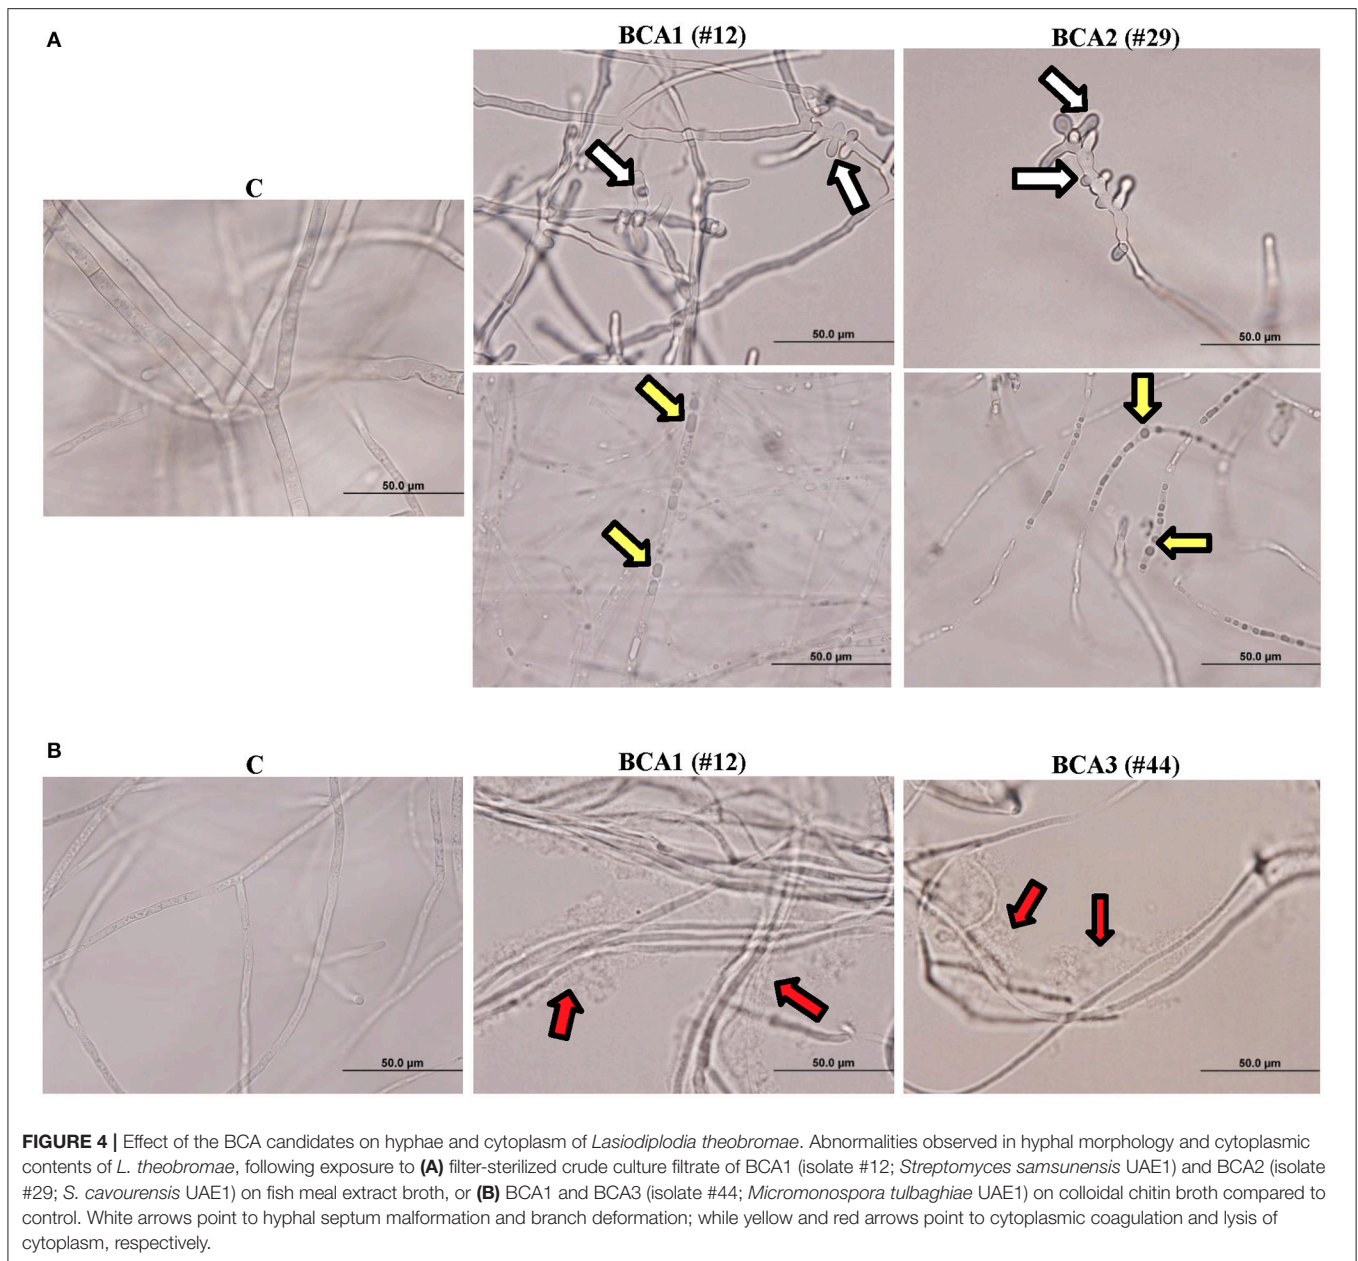 A
BCA1 (#12)
BCA2 (#29)
C
50.0 µm
50.0 µm
50.0 µm
50.0 µm
50.0 µm
B
C
BCA1 (#12)
BCA3 (#44)
50.0 µm
50.0 µm
50.0 µm
FIGURE 4 | Effect of the BCA candidates on hyphae and cytoplasm of Lasiodiplodia theobromae. Abnormalities observed in hyphal morphology and cytoplasmic
contents of L. theobromae, following exposure to (A) filter-sterilized crude culture filtrate of BCA1 (isolate #12; Streptomyces samsunensis UAE1) and BCA2 (isolate
#29; S. cavourensis UAE1) on fish meal extract broth, or (B) BCA1 and BCA3 (isolate #44; Micromonospora tulbaghiae UAE1) on colloidal chitin broth compared to
control. White arrows point to hyphal septum malformation and branch deformation; while yellow and red arrows point to cytoplasmic coagulation and lysis of
cytoplasm, respectively.